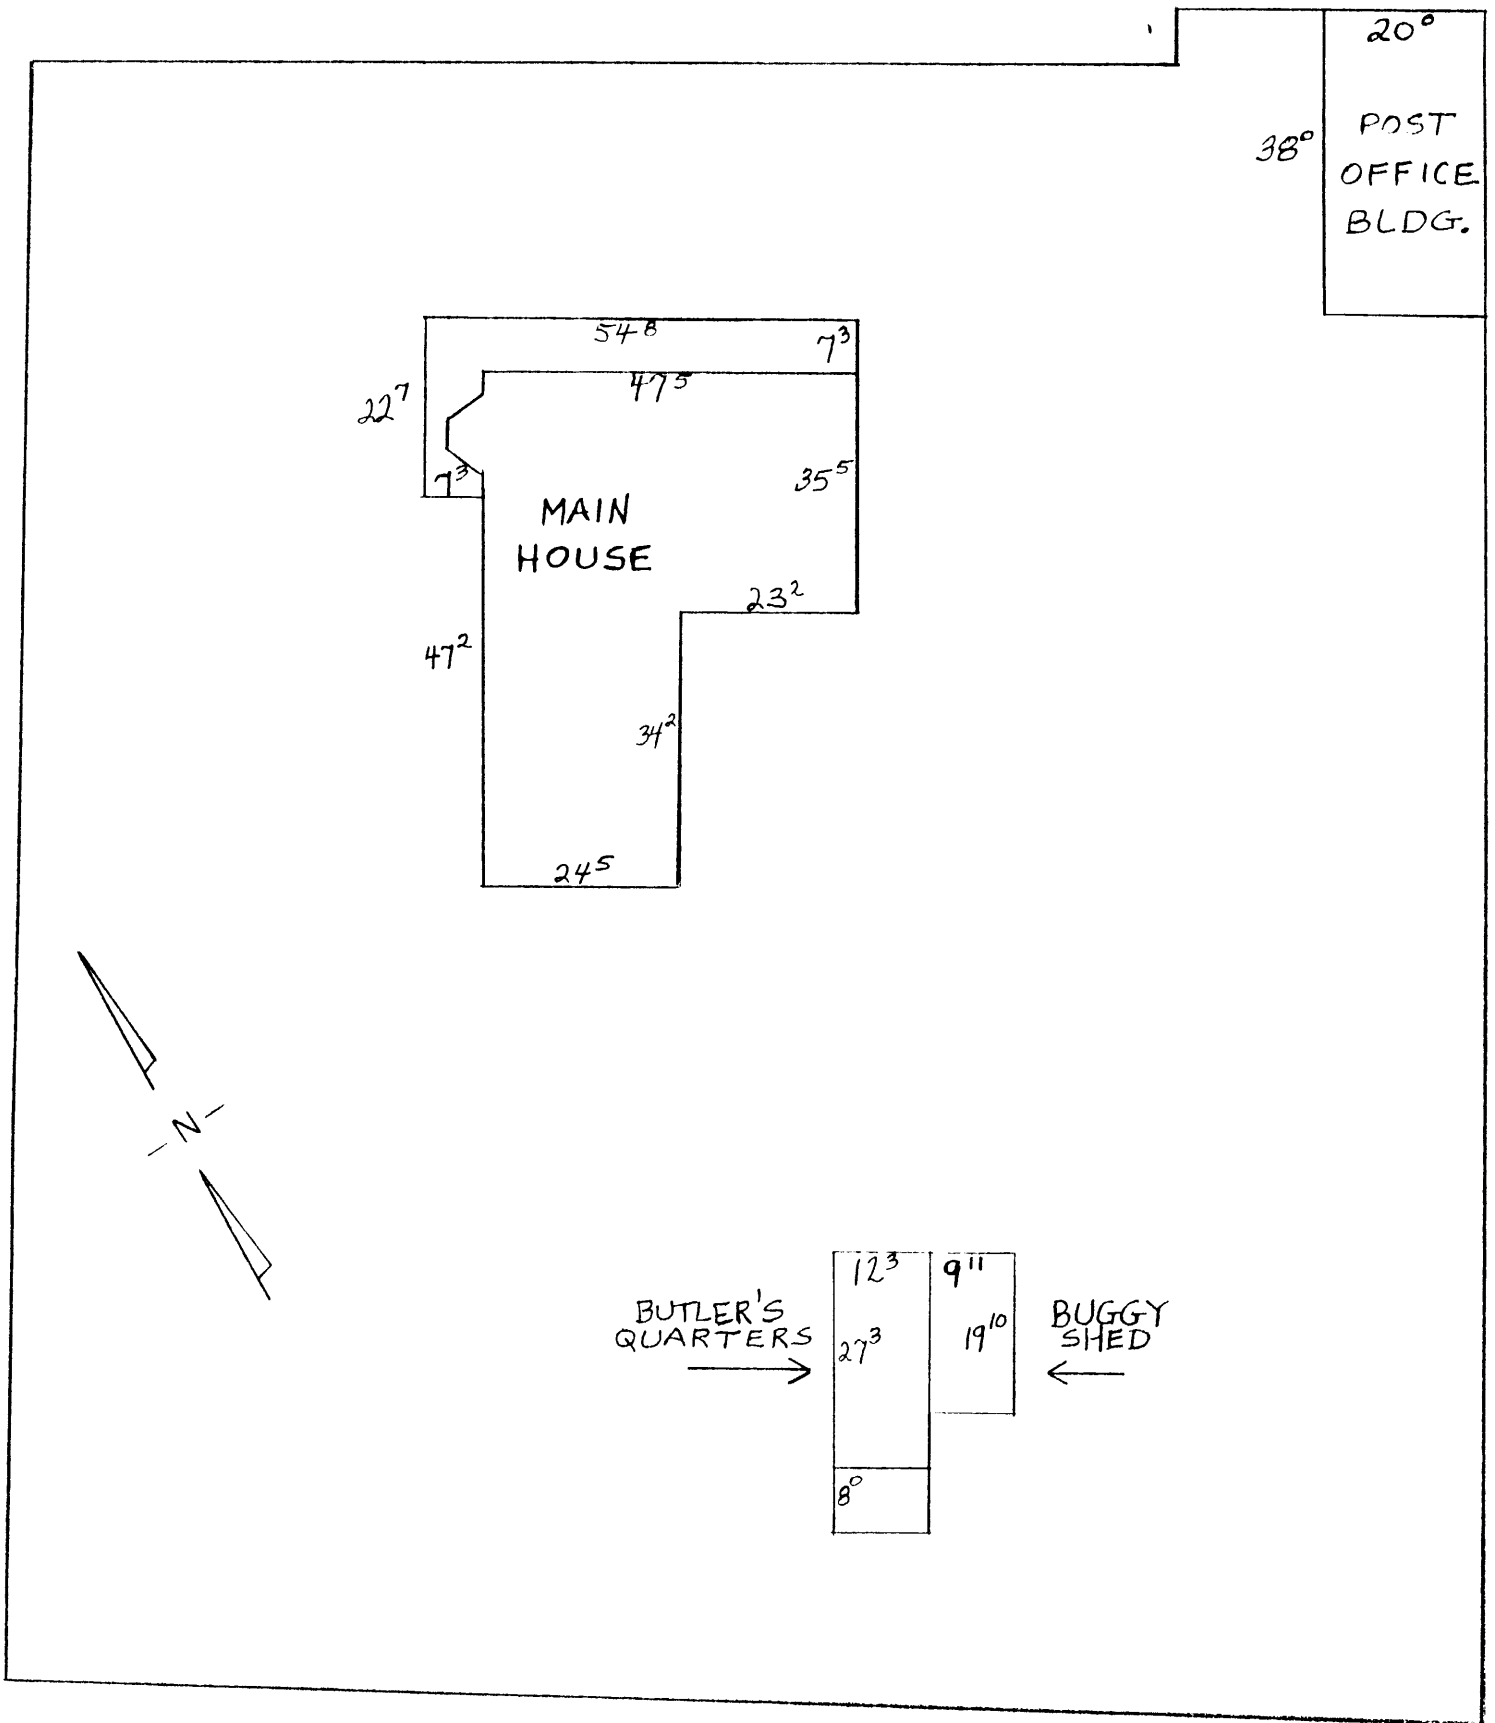 20⁰
38⁰
POST
OFFICE
BLDG.
54⁸
7³
47⁵
22⁷
7³
35⁵
MAIN
HOUSE
23²
47²
34²
24⁵
N
12³
9¹¹
BUTLER'S
QUARTERS
27³
19¹⁰
BUGGY
SHED
8⁰